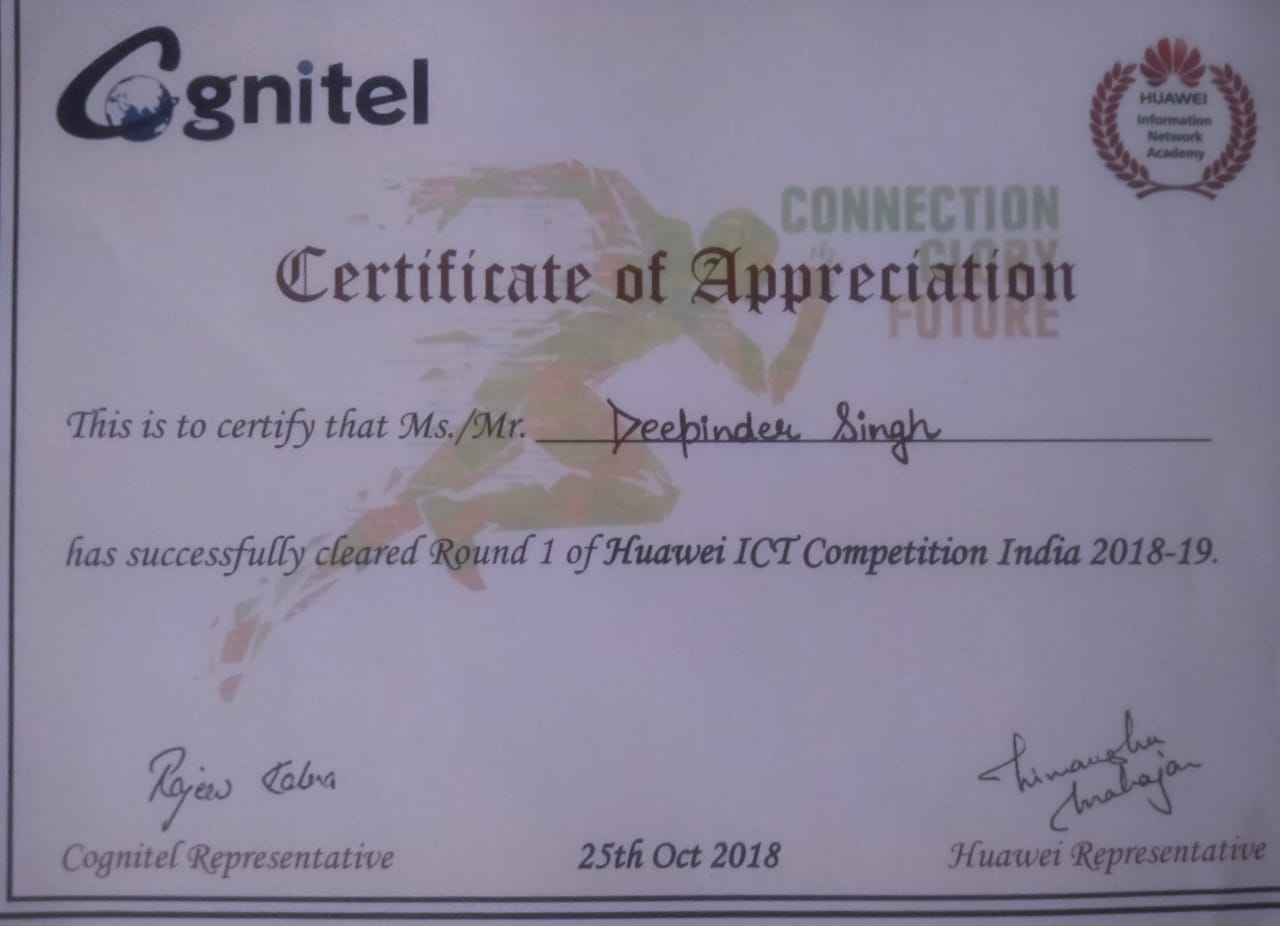 Cognitel
HUAWEI
Information
Network
Academy
CONNECTION
GLORY
FUTURE
Certificate of Appreciation
This is to certify that Ms./Mr. Deepinder Singh
has successfully cleared Round 1 of Huawei ICT Competition India 2018-19.
Rajeev Kabra
Himanshu
Mahajan
Cognitel Representative
25th Oct 2018
Huawei Representative